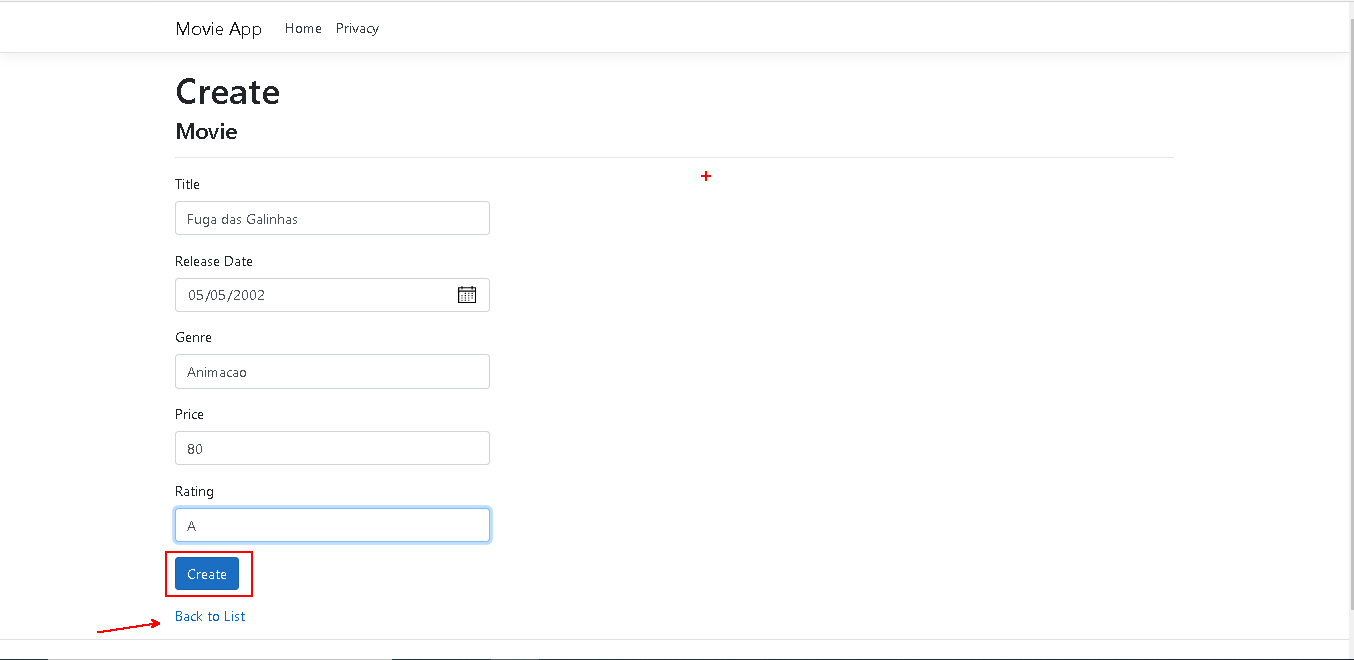 Movie App Home Privacy
Create
Movie
Title
Fuga das Galinhas
Release Date
05/05/2002
Genre
Animacao
Price
80
Rating
A
Create
Back to List